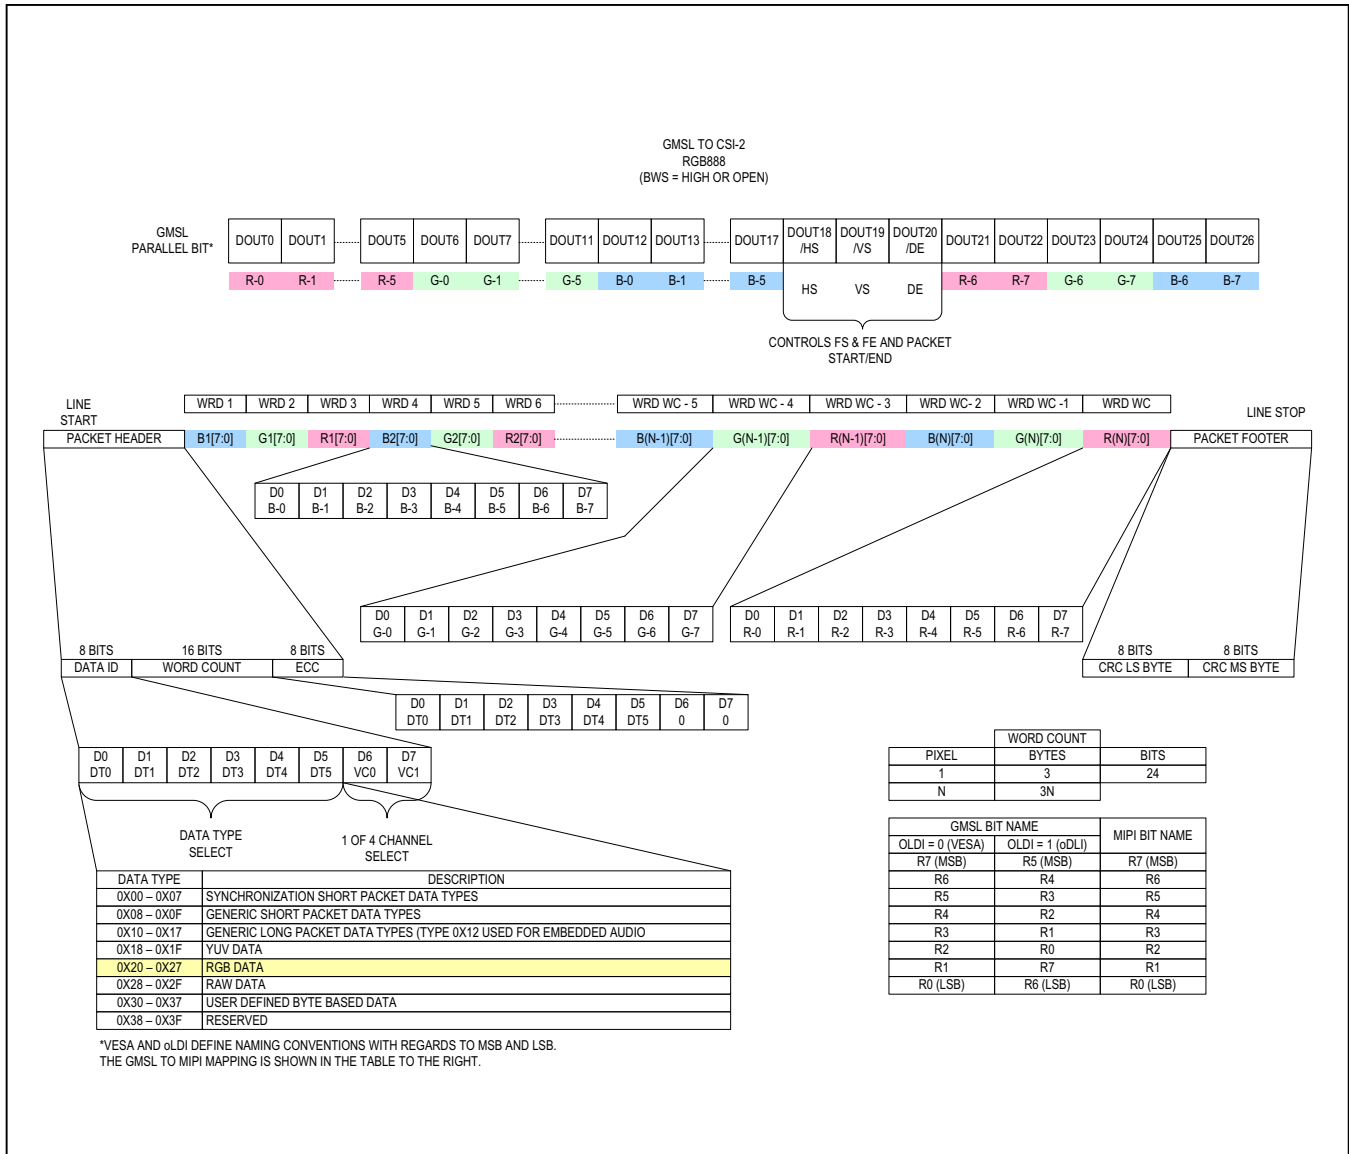 GMSL TO CSI-2
RGB888
(BWS = HIGH OR OPEN)
GMSL
PARALLEL BIT*
DOUT0 DOUT1 DOUT5 DOUT6 DOUT7 DOUT11 DOUT12 DOUT13 DOUT17 DOUT18 /HS DOUT19 /VS DOUT20 /DE DOUT21 DOUT22 DOUT23 DOUT24 DOUT25 DOUT26
R-0 R-1 R-5 G-0 G-1 G-5 B-0 B-1 B-5 HS VS DE R-6 R-7 G-6 G-7 B-6 B-7
CONTROLS FS & FE AND PACKET
START/END
LINE
START
WRD 1 WRD 2 WRD 3 WRD 4 WRD 5 WRD 6 WRD WC - 5 WRD WC - 4 WRD WC - 3 WRD WC- 2 WRD WC -1 WRD WC
LINE STOP
PACKET HEADER B1[7:0] G1[7:0] R1[7:0] B2[7:0] G2[7:0] R2[7:0] B(N-1)[7:0] G(N-1)[7:0] R(N-1)[7:0] B(N)[7:0] G(N)[7:0] R(N)[7:0] PACKET FOOTER
D0 D1 D2 D3 D4 D5 D6 D7
B-0 B-1 B-2 B-3 B-4 B-5 B-6 B-7
D0 D1 D2 D3 D4 D5 D6 D7
G-0 G-1 G-2 G-3 G-4 G-5 G-6 G-7
D0 D1 D2 D3 D4 D5 D6 D7
R-0 R-1 R-2 R-3 R-4 R-5 R-6 R-7
8 BITS 16 BITS 8 BITS
DATA ID WORD COUNT ECC
8 BITS 8 BITS
CRC LS BYTE CRC MS BYTE
D0 D1 D2 D3 D4 D5 D6 D7
DT0 DT1 DT2 DT3 DT4 DT5 0 0
D0 D1 D2 D3 D4 D5 D6 D7
DT0 DT1 DT2 DT3 DT4 DT5 VC0 VC1
DATA TYPE
SELECT
1 OF 4 CHANNEL
SELECT
WORD COUNT
PIXEL BYTES BITS
1 3 24
N 3N
GMSL BIT NAME MIPI BIT NAME
OLDI = 0 (VESA) OLDI = 1 (oDLI)
R7 (MSB) R5 (MSB) R7 (MSB)
R6 R4 R6
R5 R3 R5
R4 R2 R4
R3 R1 R3
R2 R0 R2
R1 R7 R1
R0 (LSB) R6 (LSB) R0 (LSB)
DATA TYPE DESCRIPTION
0X00 – 0X07 SYNCHRONIZATION SHORT PACKET DATA TYPES
0X08 – 0X0F GENERIC SHORT PACKET DATA TYPES
0X10 – 0X17 GENERIC LONG PACKET DATA TYPES (TYPE 0X12 USED FOR EMBEDDED AUDIO
0X18 – 0X1F YUV DATA
0X20 – 0X27 RGB DATA
0X28 – 0X2F RAW DATA
0X30 – 0X37 USER DEFINED BYTE BASED DATA
0X38 – 0X3F RESERVED
*VESA AND oLDI DEFINE NAMING CONVENTIONS WITH REGARDS TO MSB AND LSB.
THE GMSL TO MIPI MAPPING IS SHOWN IN THE TABLE TO THE RIGHT.